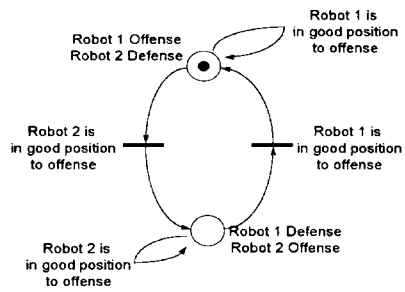 Robot 1 is
in good position
to offense
Robot 1 Offense
Robot 2 Defense
Robot 2 is
in good position
to offense
Robot 1 is
in good position
to offense
Robot 1 Defense
Robot 2 Offense
Robot 2 is
in good position
to offense